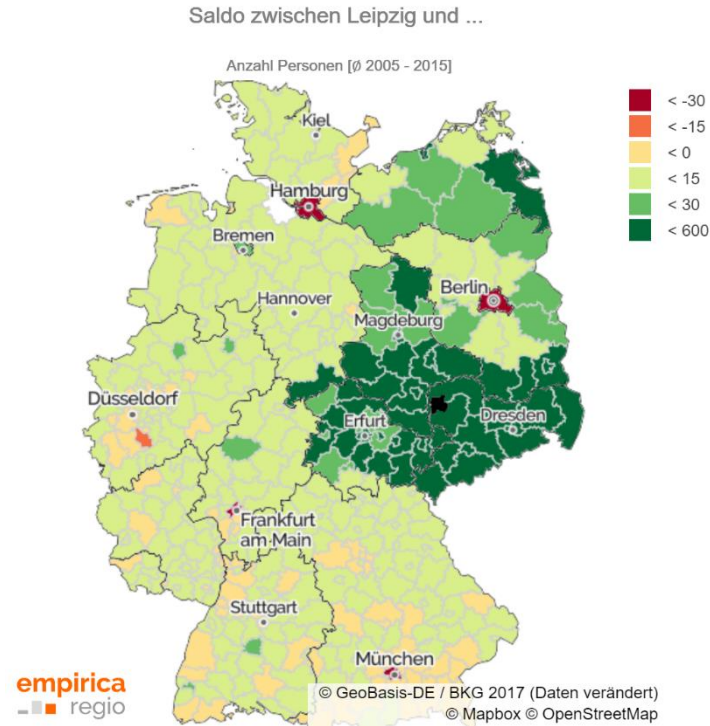 Saldo zwischen Leipzig und ...
Anzahl Personen [Ø 2005 - 2015]
< -30
< -15
< 0
< 15
< 30
< 600
Kiel
Hamburg
Bremen
Berlin
Hannover
Magdeburg
Düsseldorf
Erfurt
Dresden
Frankfurt
am Main
Stuttgart
München
empirica
regio
© GeoBasis-DE / BKG 2017 (Daten verändert)
© Mapbox © OpenStreetMap